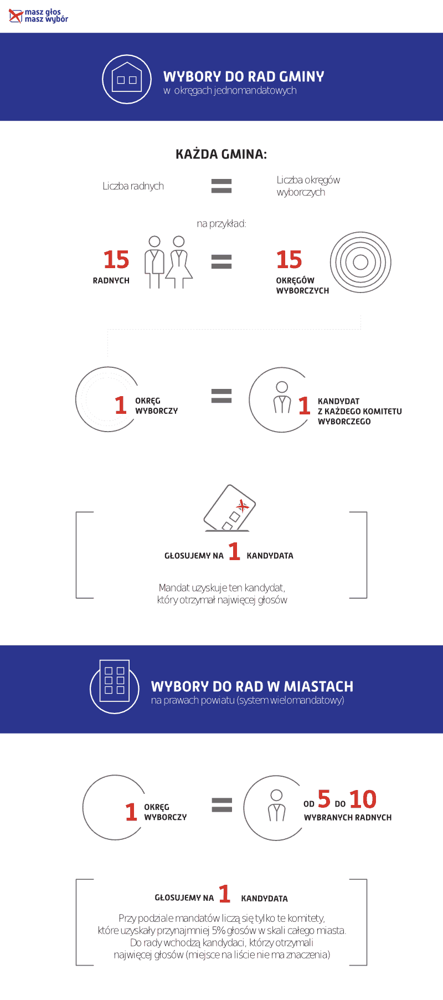 masz głos
masz wybór
WYBORY DO RAD GMINY
w okręgach jednomandatowych
KAŻDA GMINA:
Liczba radnych
=
Liczba okręgów
wyborczych
na przykład:
15
RADNYCH
=
15
OKRĘGÓW
WYBORCZYCH
1 OKRĘG
WYBORCZY
=
1 KANDYDAT
Z KAŻDEGO KOMITETU
WYBORCZEGO
GŁOSUJEMY NA 1 KANDYDATA
Mandat uzyskuje ten kandydat,
który otrzymał najwięcej głosów
WYBORY DO RAD W MIASTACH
na prawach powiatu (system wielomandatowy)
1 OKRĘG
WYBORCZY
=
OD 5 DO 10
WYBRANYCH RADNYCH
GŁOSUJEMY NA 1 KANDYDATA
Przy podziale mandatów liczą się tylko te komitety,
które uzyskały przynajmniej 5% głosów w skali całego miasta.
Do rady wchodzą kandydaci, którzy otrzymali
najwięcej głosów (miejsce na liście nie ma znaczenia)